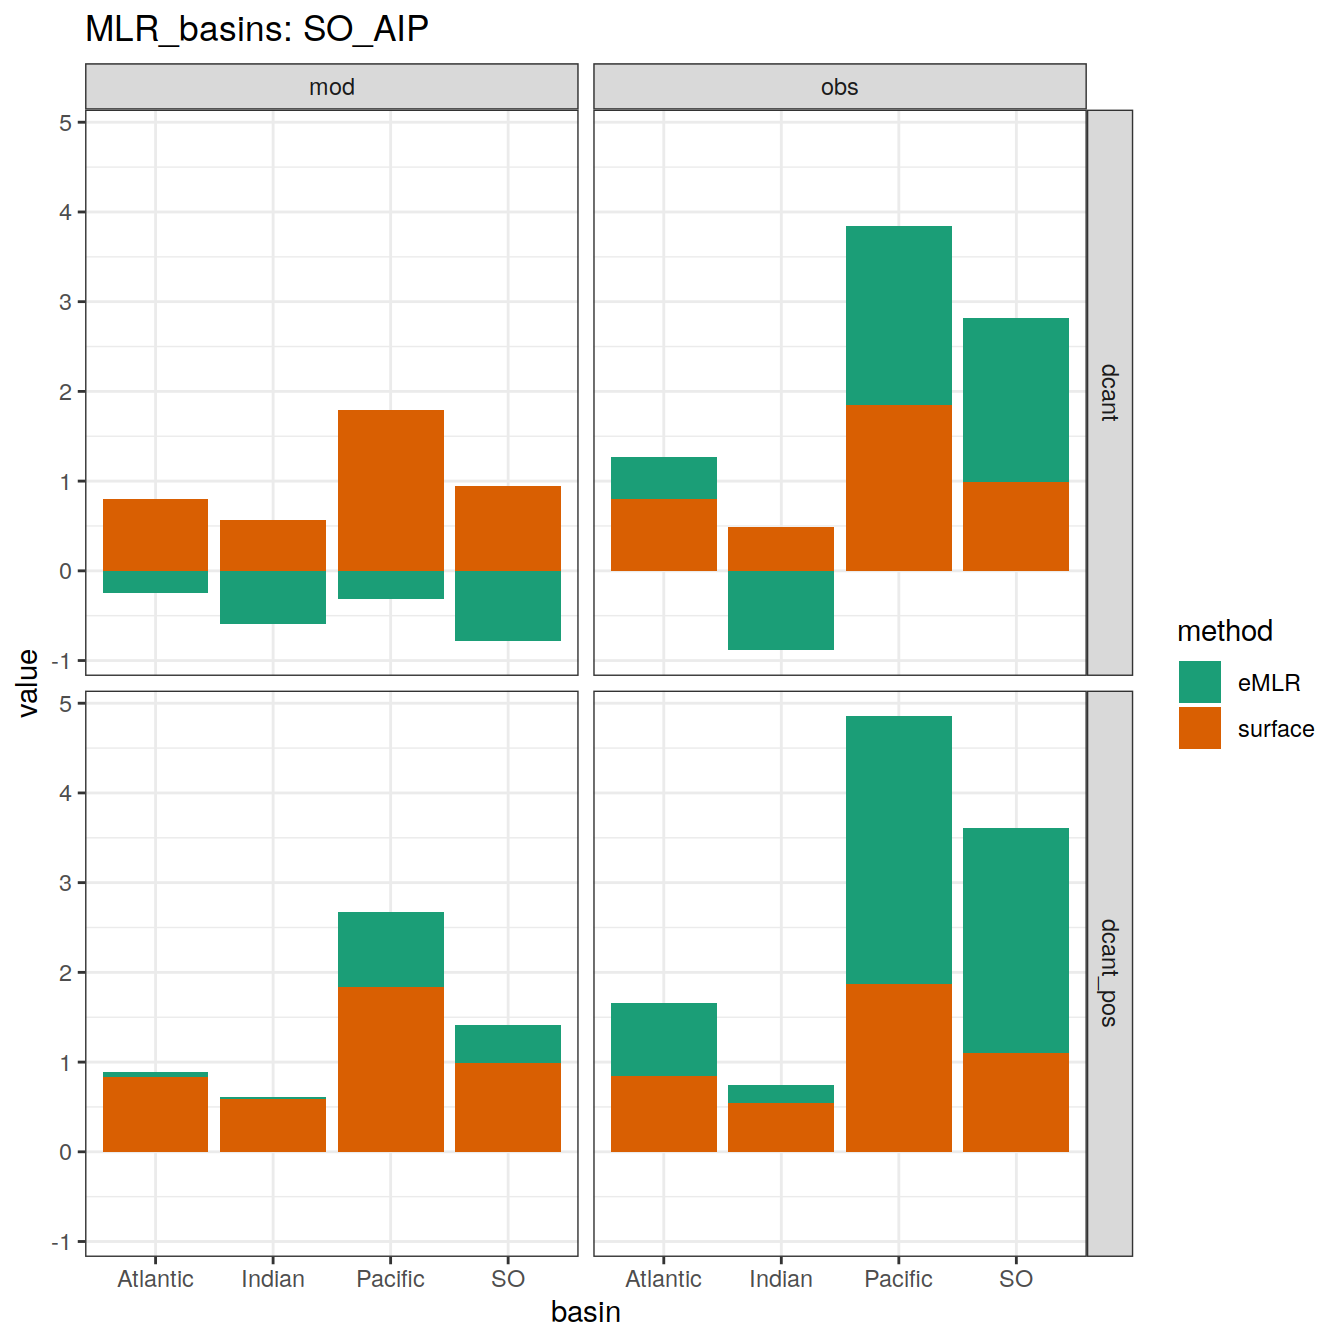 MLR_basins: SO_AIP
mod
obs
5
4
3
2
1
0
-1
dcant
5
4
3
2
1
0
-1
dcant_pos
value
Atlantic Indian Pacific SO
Atlantic Indian Pacific SO
basin
method
eMLR
surface